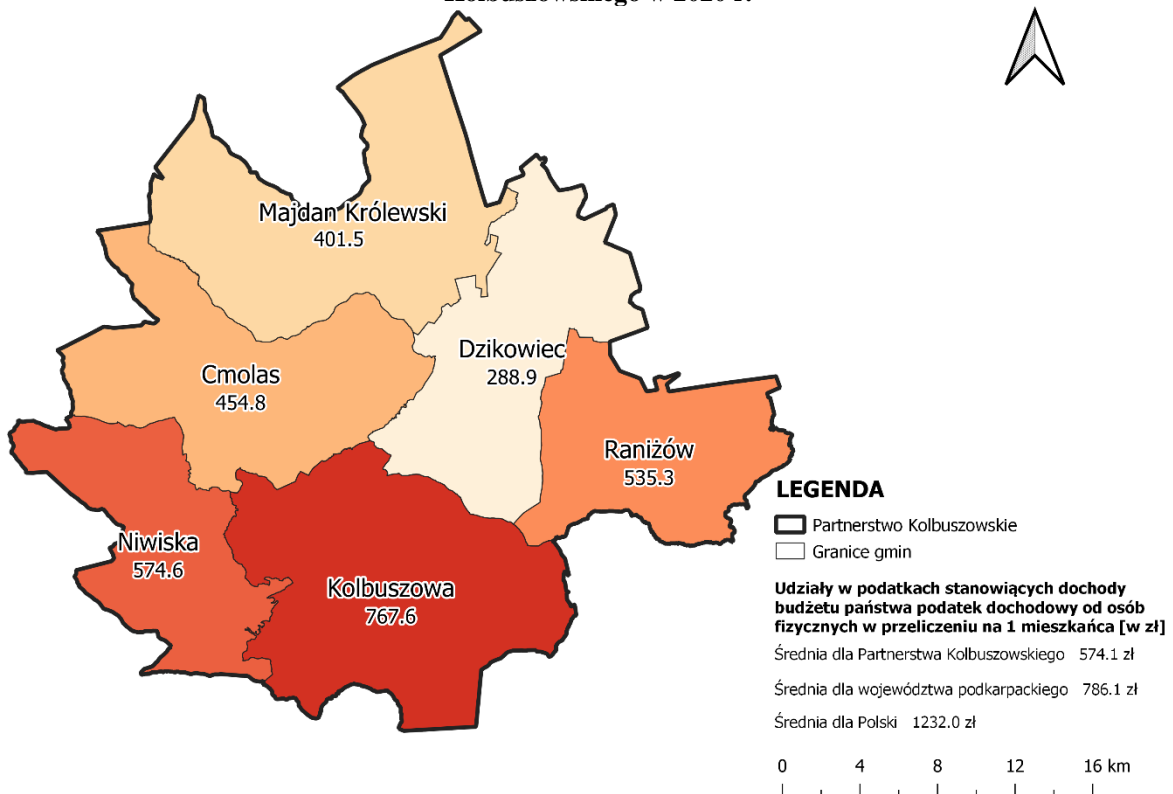 Kolbuszowskiego w 2020 r.
Majdan Królewski
401.5
Dzikowiec
288.9
Cmolas
454.8
Raniżów
535.3
Niwiska
574.6
Kolbuszowa
767.6
LEGENDA
Partnerstwo Kolbuszowskie
Granice gmin
Udziały w podatkach stanowiących dochody
budżetu państwa podatek dochodowy od osób
fizycznych w przeliczeniu na 1 mieszkańca [w zł]
Średnia dla Partnerstwa Kolbuszowskiego 574.1 zł
Średnia dla województwa podkarpackiego 786.1 zł
Średnia dla Polski 1232.0 zł
0 4 8 12 16 km